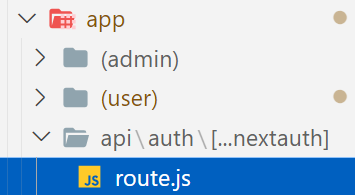 app
(admin)
(user)
api\auth\[...nextauth]
JS route.js